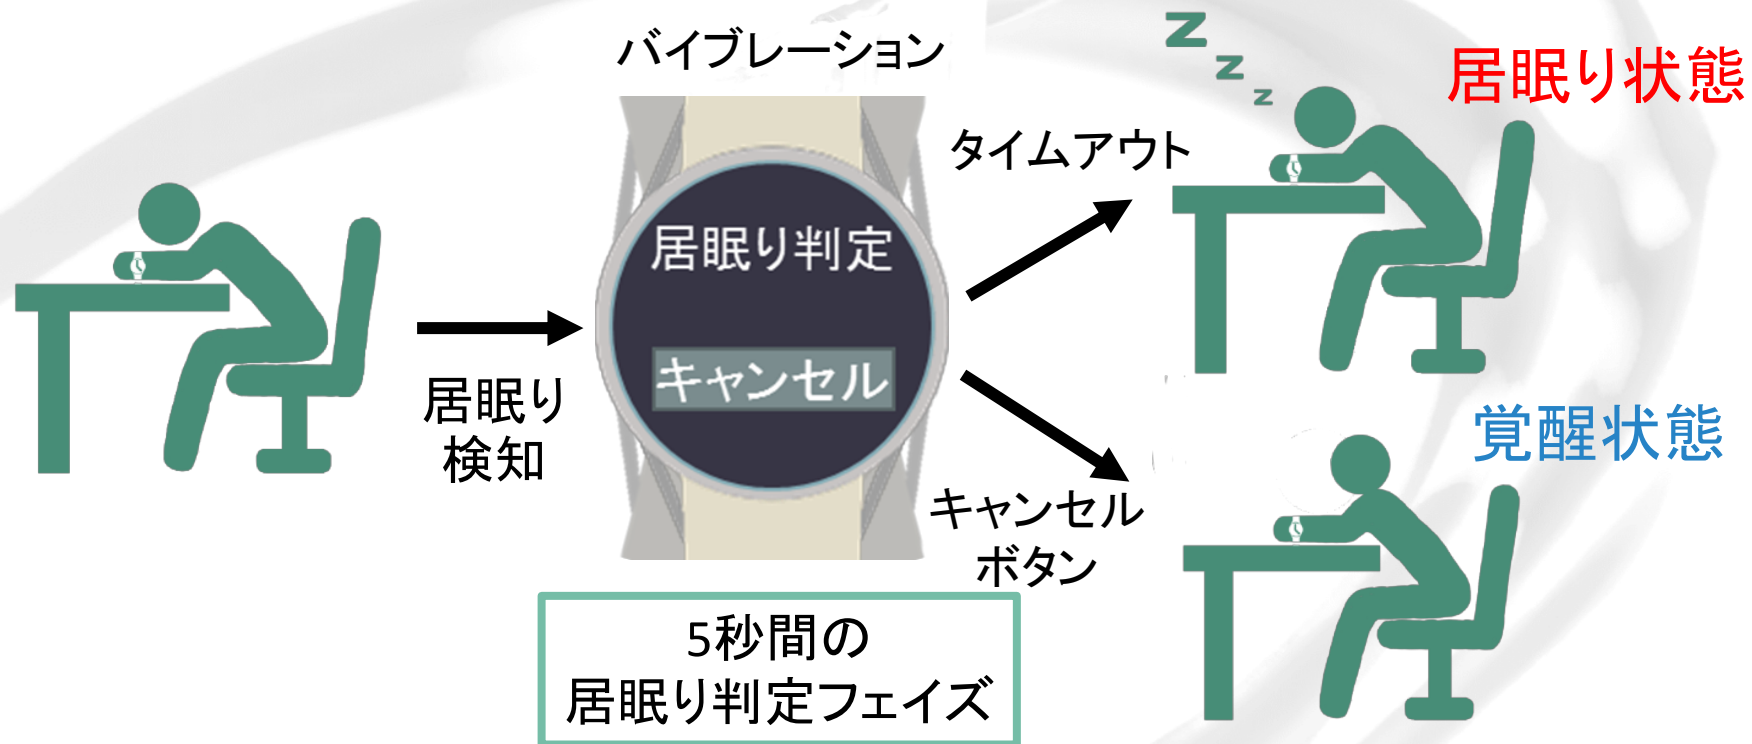 バイブレーション
居眠り判定
キャンセル
居眠り
検知
タイムアウト
居眠り状態
キャンセル
ボタン
覚醒状態
5秒間の
居眠り判定フェイズ
z
z
z